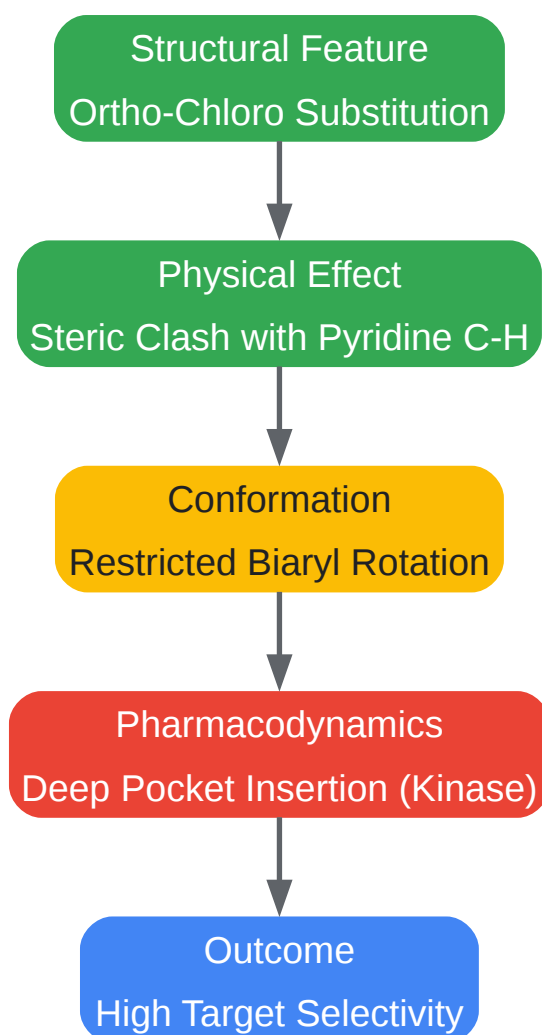 Structural Feature
Ortho-Chloro Substitution
Physical Effect
Steric Clash with Pyridine C-H
Conformation
Restricted Biaryl Rotation
Pharmacodynamics
Deep Pocket Insertion (Kinase)
Outcome
High Target Selectivity